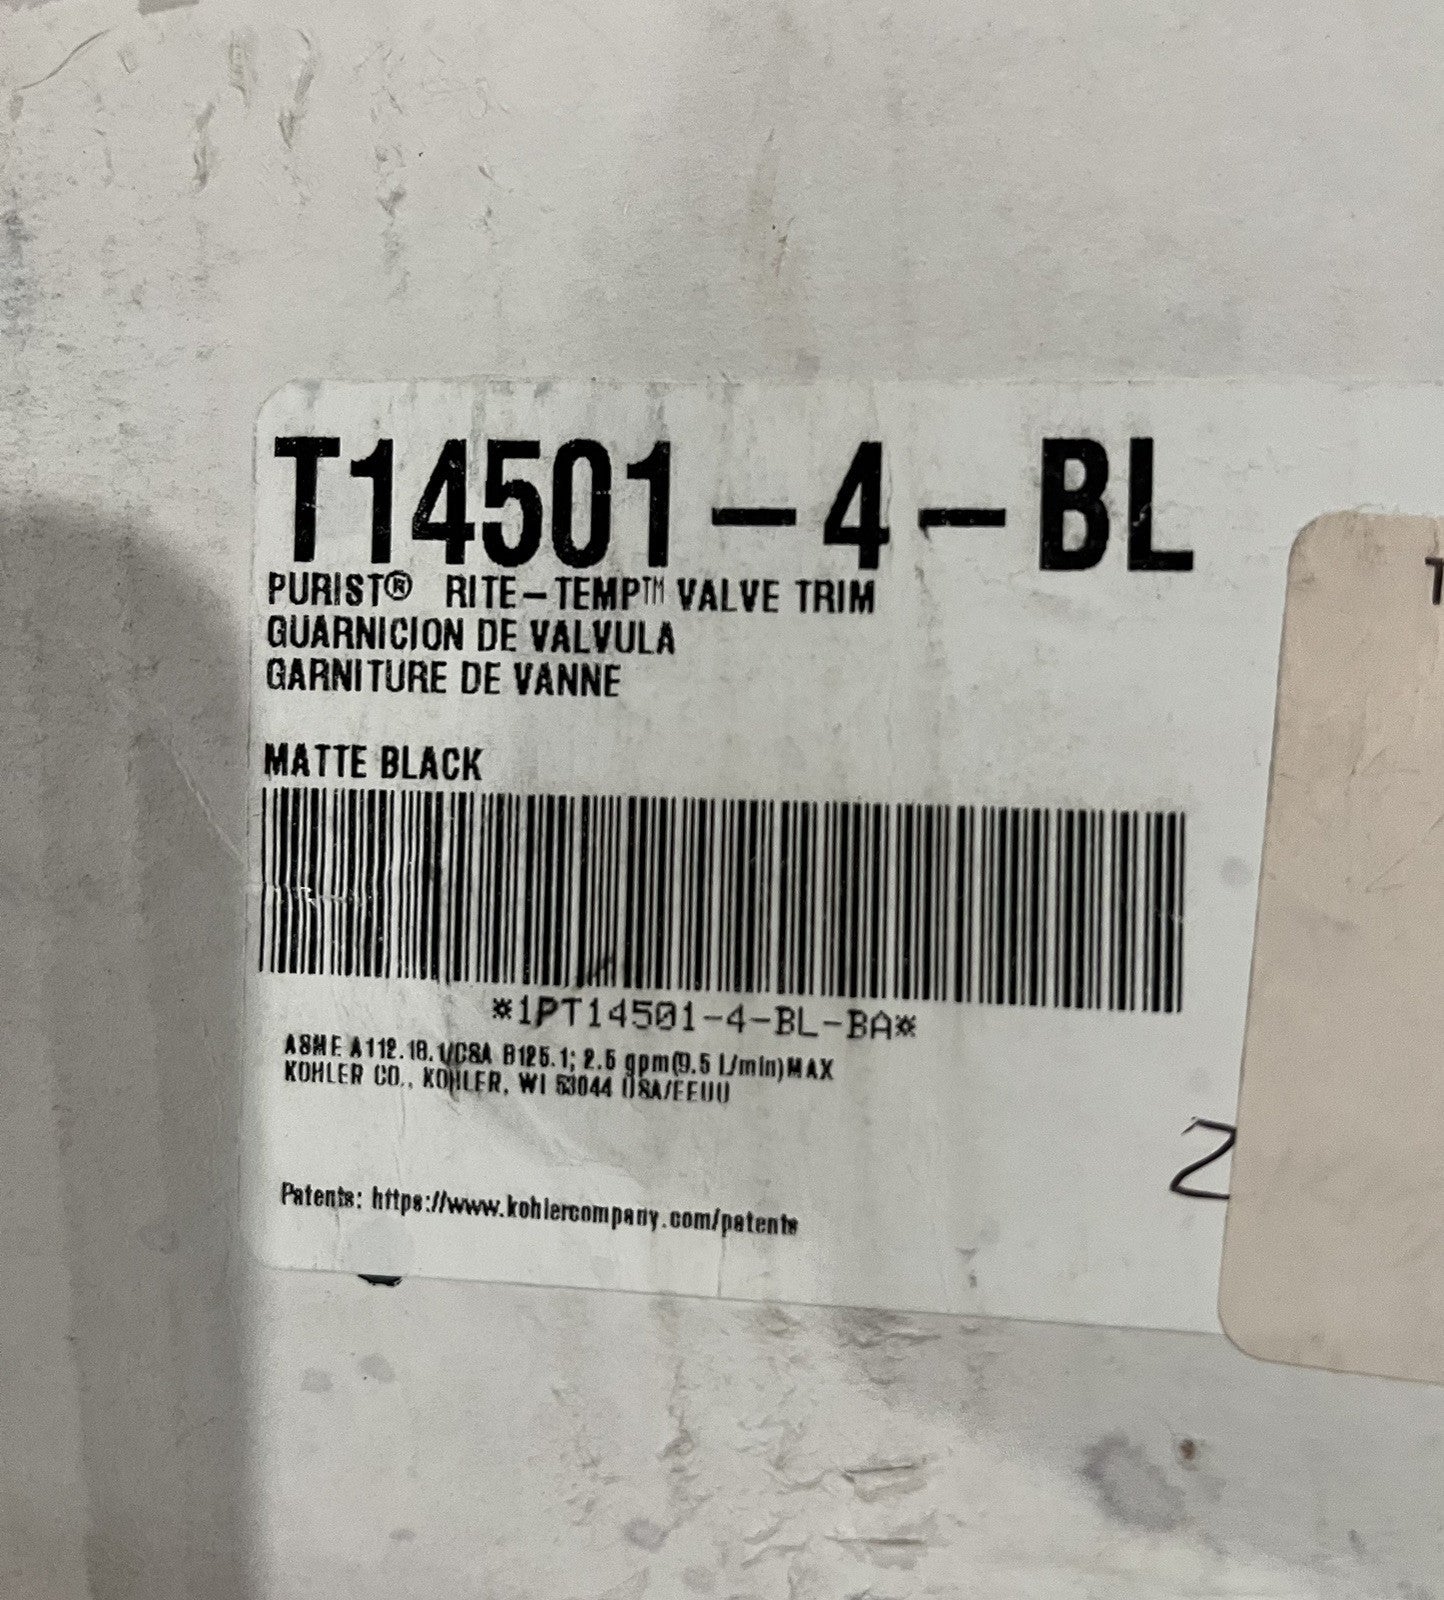 T14501-4-BL
PURIST® RITE-TEMP™ VALVE TRIM
GUARNICION DE VALVULA
GARNITURE DE VANNE
MATTE BLACK
*1PT14501-4-BL-BA*
ASME A112.18.1/CSA B125.1; 2.5 gpm(9.5 L/min)MAX
KOHLER CO., KOHLER, WI 53044 USA/EEUU
Patents: https://www.kohlercompany.com/patents
2
T